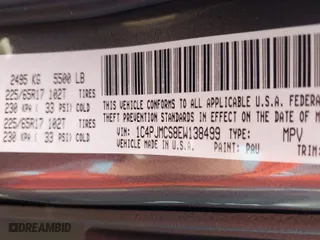 2495 KG 5500 LB
225/65R17 102T TIRES
230 KPA ( 33 PSI) COLD
225/65R17 102T TIRES
230 KPA ( 33 PSI) COLD
THIS VEHICLE CONFORMS TO ALL APPLICABLE U.S.A. FEDERA
THEFT PREVENTION STANDARDS IN EFFECT ON THE DATE OF
VIN: 1C4PJMCS8EW138499 TYPE: MPV
MADE IN U.S.A. PAINT: PAU TRIM:
DREAMBID